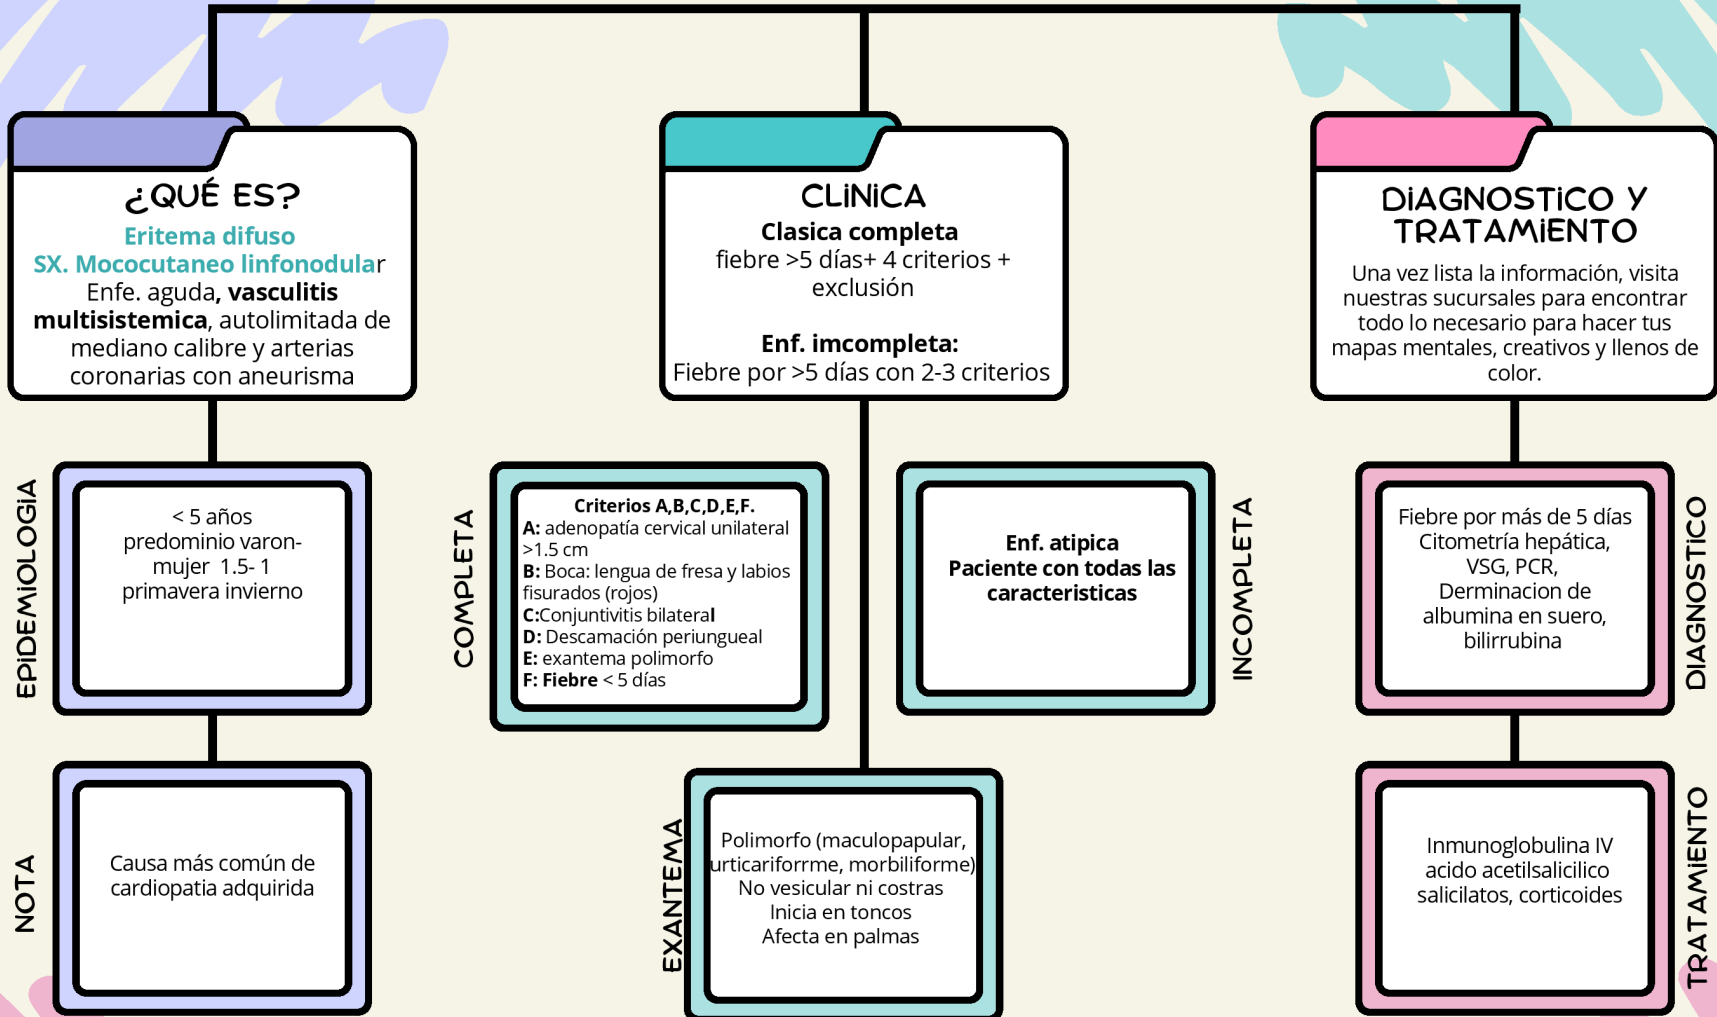 ¿QUÉ ES?
Eritema difuso
SX. Mococutaneo linfonodular
Enfe. aguda, vasculitis
multisistemica, autolimitada de
mediano calibre y arterias
coronarias con aneurisma
EPIDEMIOLOGIA
< 5 años
predominio varon-
mujer 1.5- 1
primavera invierno
NOTA
Causa más común de
cardiopatia adquirida
CLINICA
Clasica completa
fiebre >5 días+ 4 criterios +
exclusión
Enf. imcompleta:
Fiebre por >5 días con 2-3 criterios
COMPLETA
Criterios A,B,C,D,E,F.
A: adenopatía cervical unilateral
>1.5 cm
B: Boca: lengua de fresa y labios
fisurados (rojos)
C:Conjuntivitis bilateral
D: Descamación periungueal
E: exantema polimorfo
F: Fiebre < 5 días
Enf. atipica
Paciente con todas las
caracteristicas
INCOMPLETA
EXANTEMA
Polimorfo (maculopapular,
urticariforrme, morbiliforme)
No vesicular ni costras
Inicia en toncos
Afecta en palmas
DIAGNOSTICO Y
TRATAMIENTO
Una vez lista la información, visita
nuestras sucursales para encontrar
todo lo necesario para hacer tus
mapas mentales, creativos y llenos de
color.
Fiebre por más de 5 días
Citometría hepática,
VSG, PCR,
Derminacion de
albumina en suero,
bilirrubina
DIAGNOSTICO
Inmunoglobulina IV
acido acetilsalicilico
salicilatos, corticoides
TRATAMIENTO